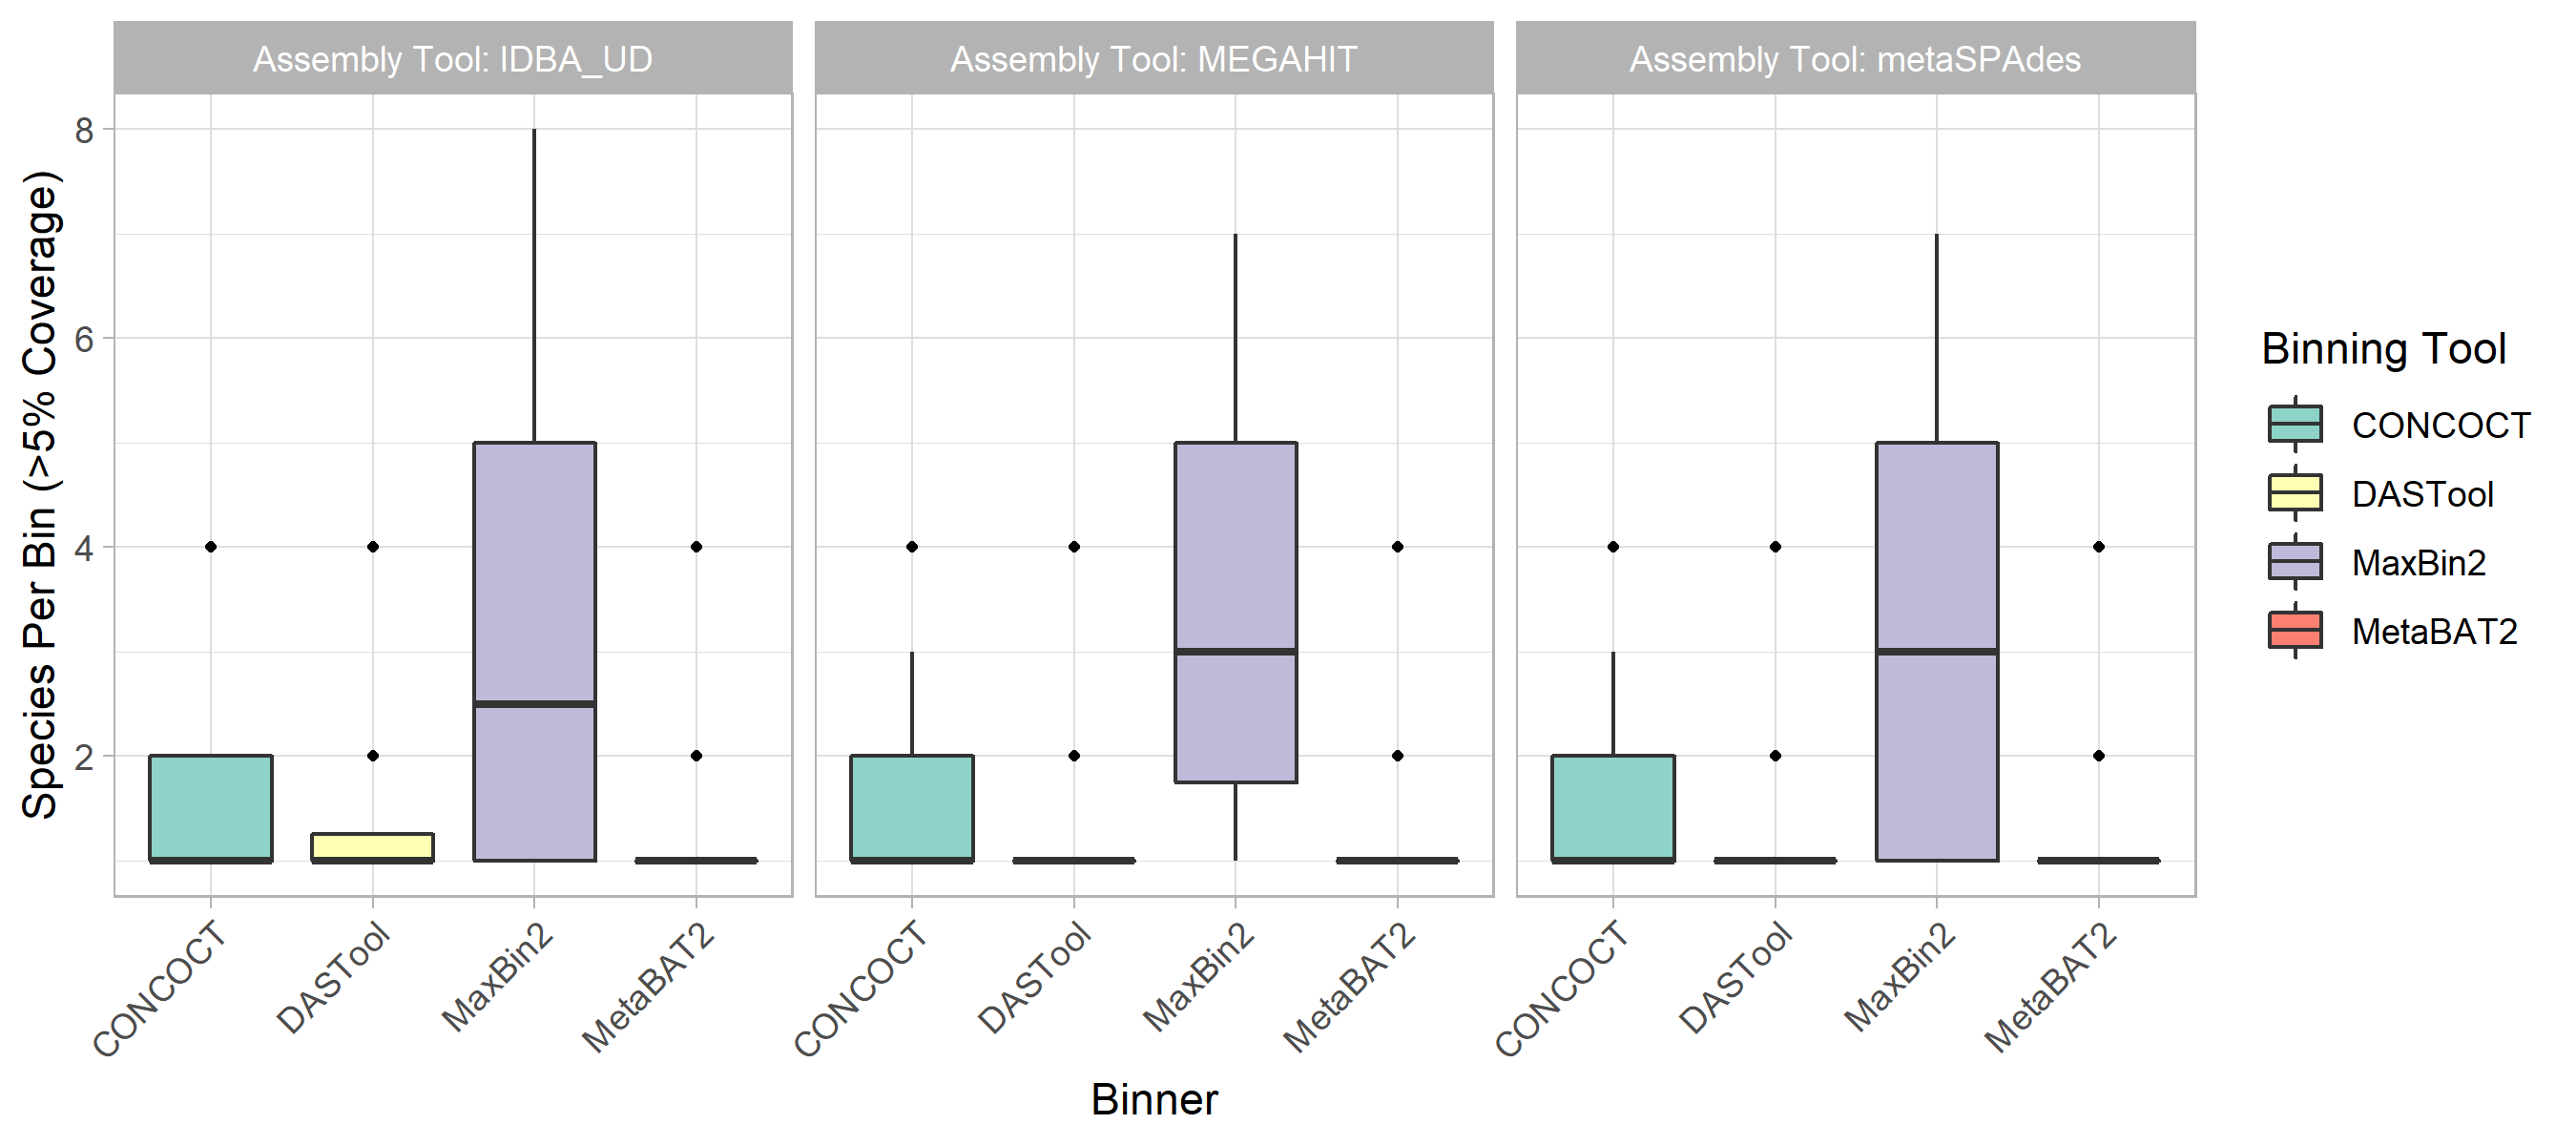 Assembly Tool: IDBA_UD
Assembly Tool: MEGAHIT
Assembly Tool: metaSPAdes
Species Per Bin (>5% Coverage)
8
6
4
2
CONCOCT
DASTool
MaxBin2
MetaBAT2
CONCOCT
DASTool
MaxBin2
MetaBAT2
CONCOCT
DASTool
MaxBin2
MetaBAT2
Binner
Binning Tool
CONCOCT
DASTool
MaxBin2
MetaBAT2